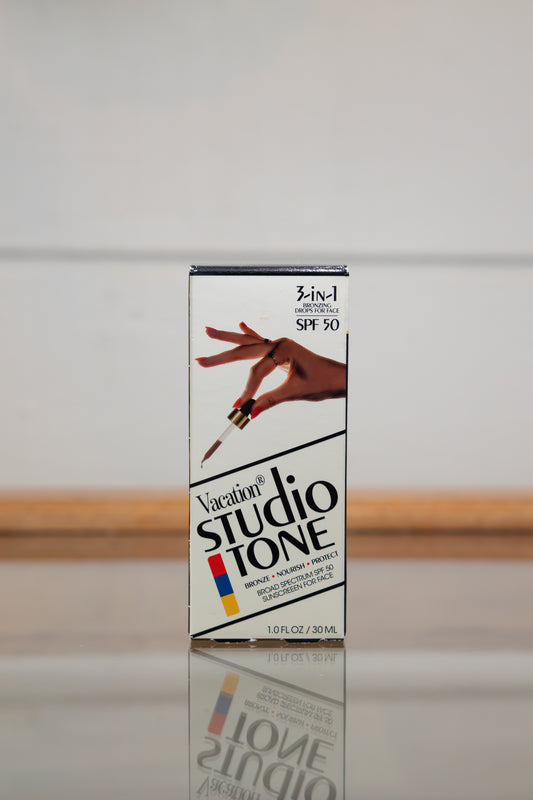 3-in-1
BRONZING
DROPS FOR FACE
SPF 50
Vacation®
STUdio
TONE
BRONZE • NOURISH • PROTECT
BROAD SPECTRUM SPF 50
SUNSCREEEN FOR FACE
1.0 FL OZ / 30 ML